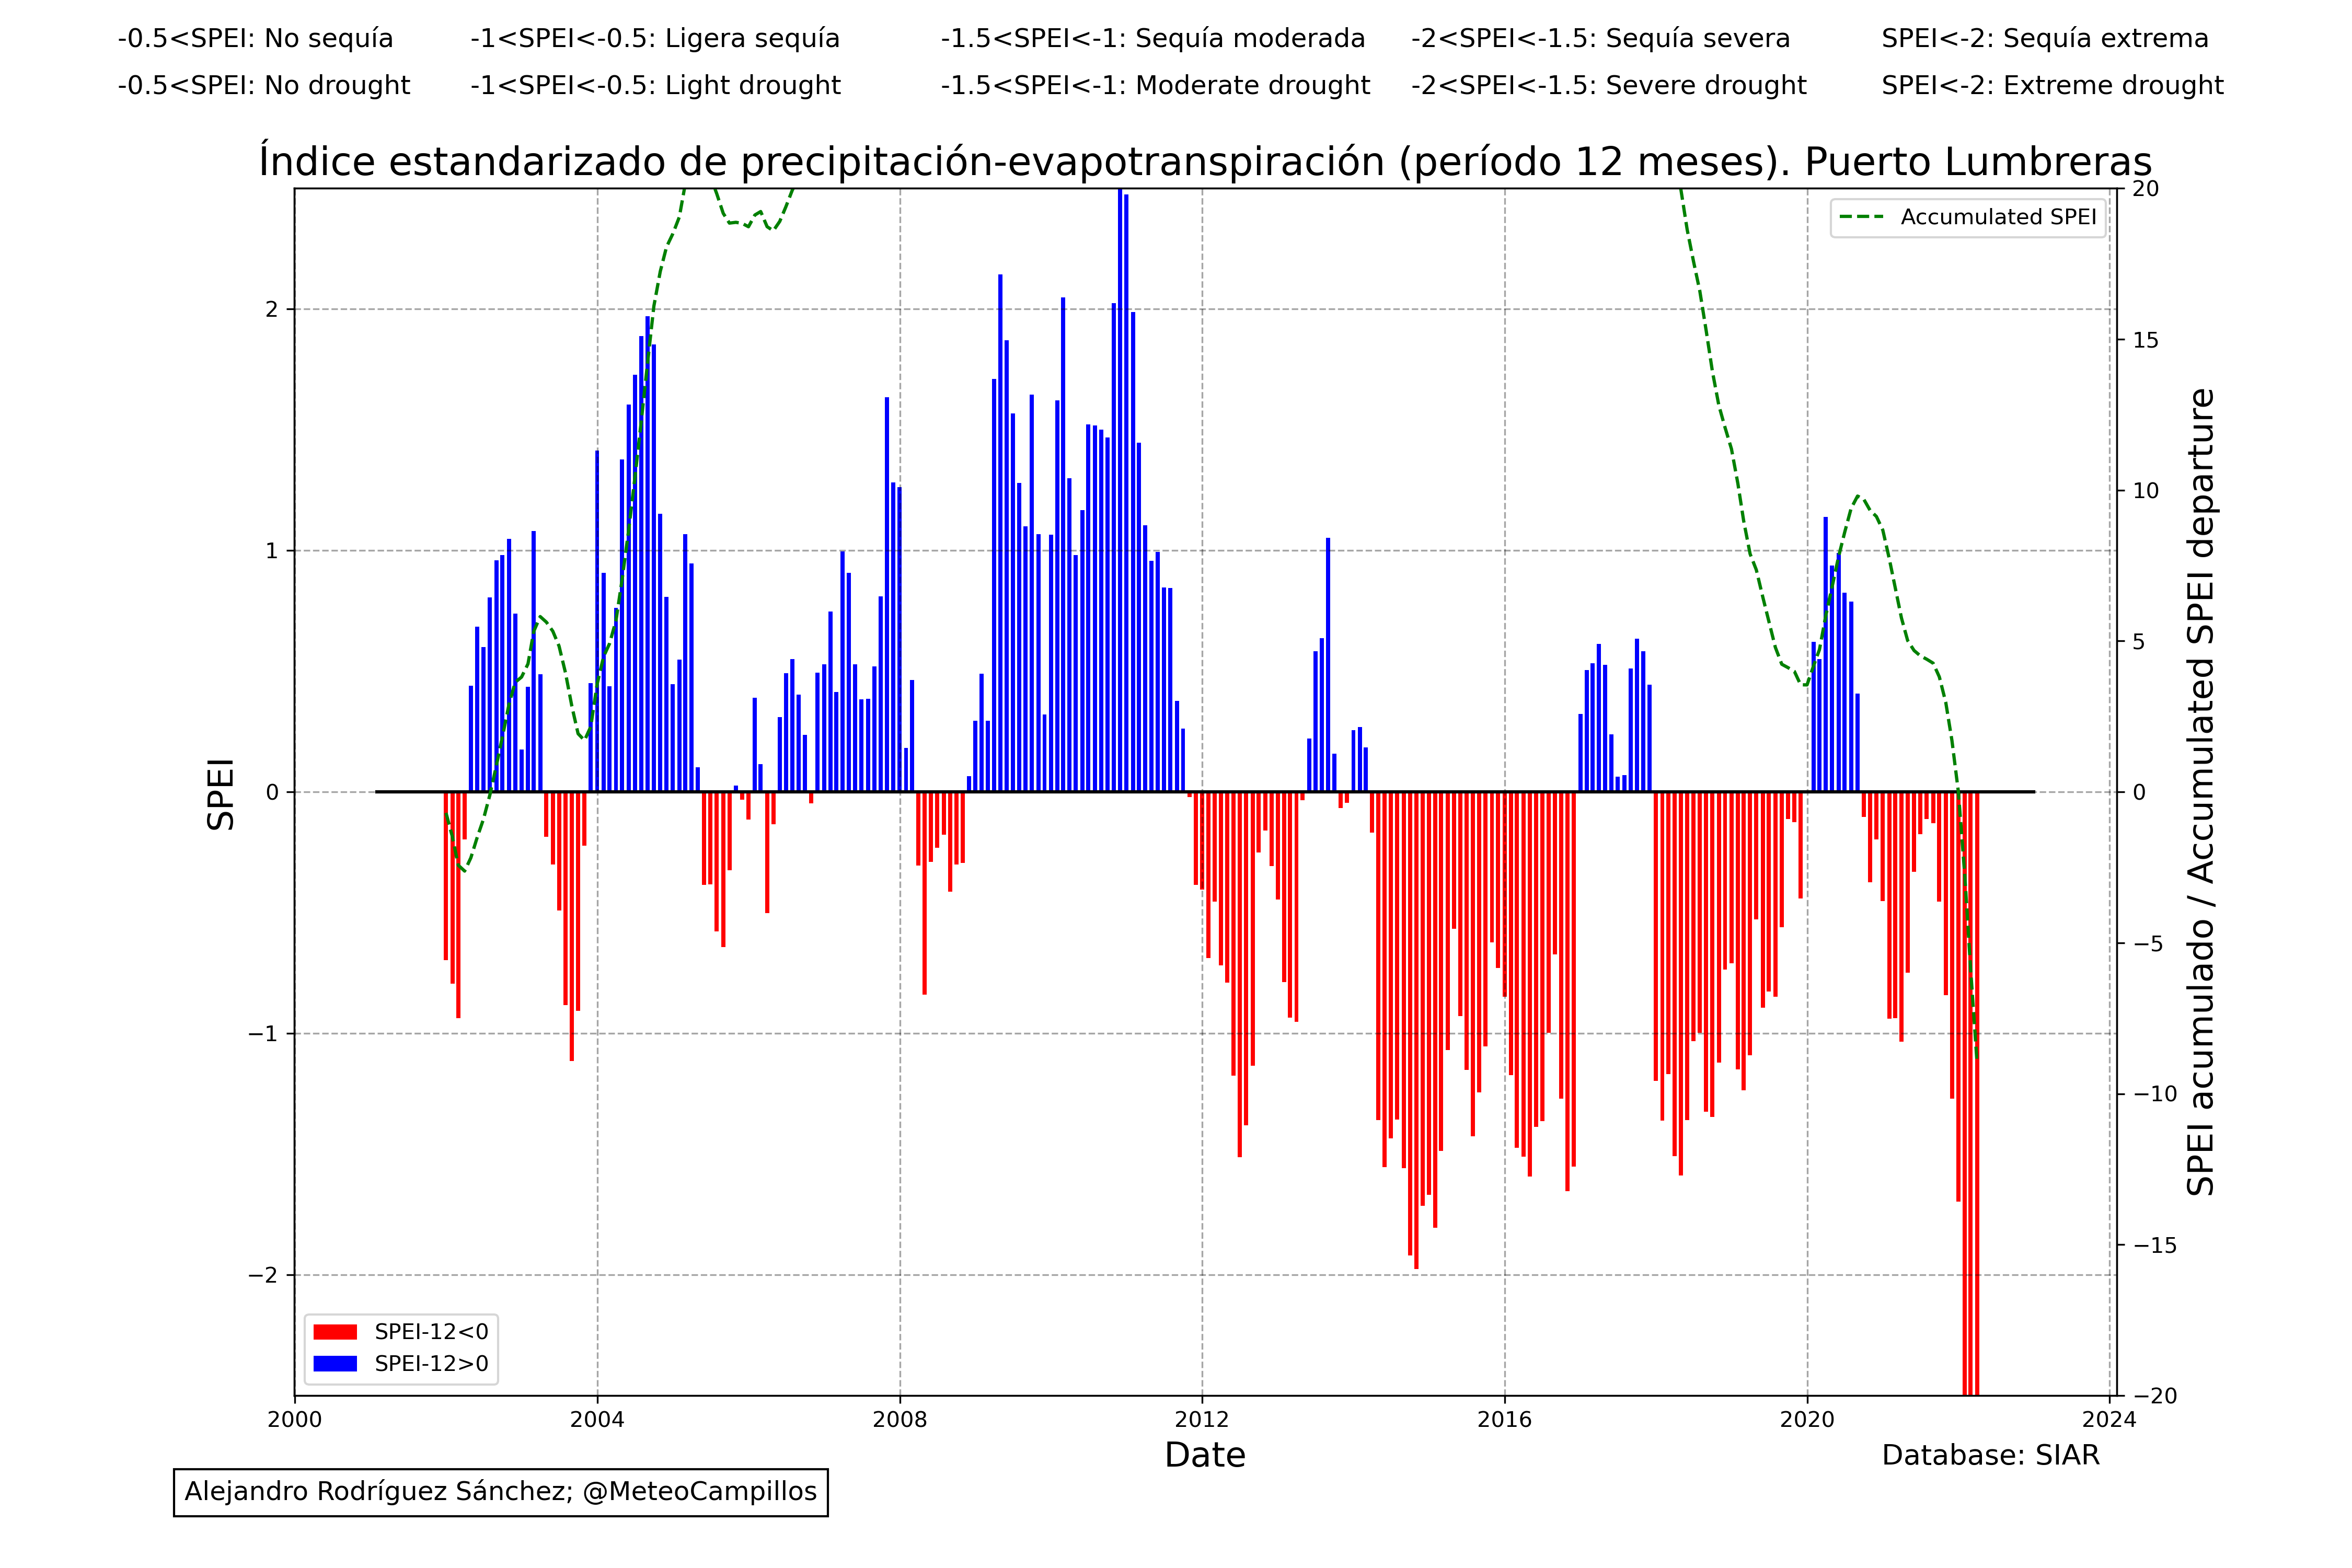 -0.5<SPEI: No sequía -1<SPEI<-0.5: Ligera sequía -1.5<SPEI<-1: Sequía moderada -2<SPEI<-1.5: Sequía severa SPEI<-2: Sequía extrema
-0.5<SPEI: No drought -1<SPEI<-0.5: Light drought -1.5<SPEI<-1: Moderate drought -2<SPEI<-1.5: Severe drought SPEI<-2: Extreme drought
Índice estandarizado de precipitación-evapotranspiración (período 12 meses). Puerto Lumbreras
Accumulated SPEI
SPEI
2
1
0
−1
−2
20
15
10
5
0
−5
−10
−15
−20
SPEI acumulado / Accumulated SPEI departure
SPEI-12<0
SPEI-12>0
2000 2004 2008 2012 2016 2020 2024
Date
Database: SIAR
Alejandro Rodríguez Sánchez; @MeteoCampillos